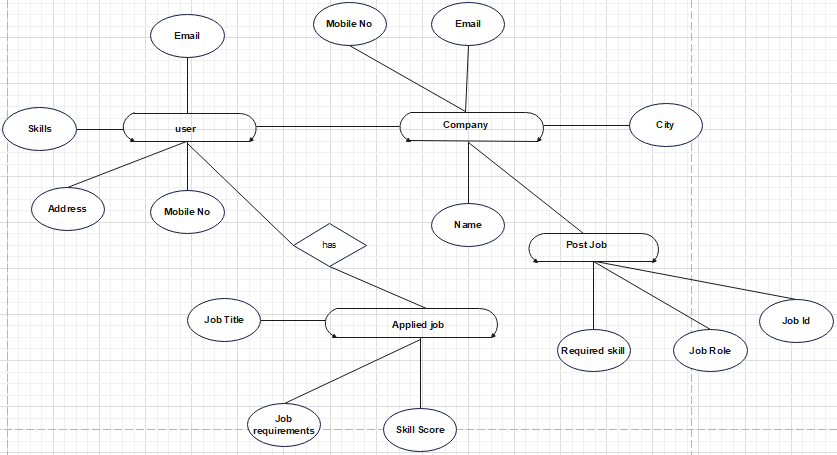 Mobile No
Email
Email
Skills
user
Company
City
Address
Mobile No
Name
has
Post Job
Job Title
Applied job
Job Id
Required skill
Job Role
Job
requirements
Skill Score